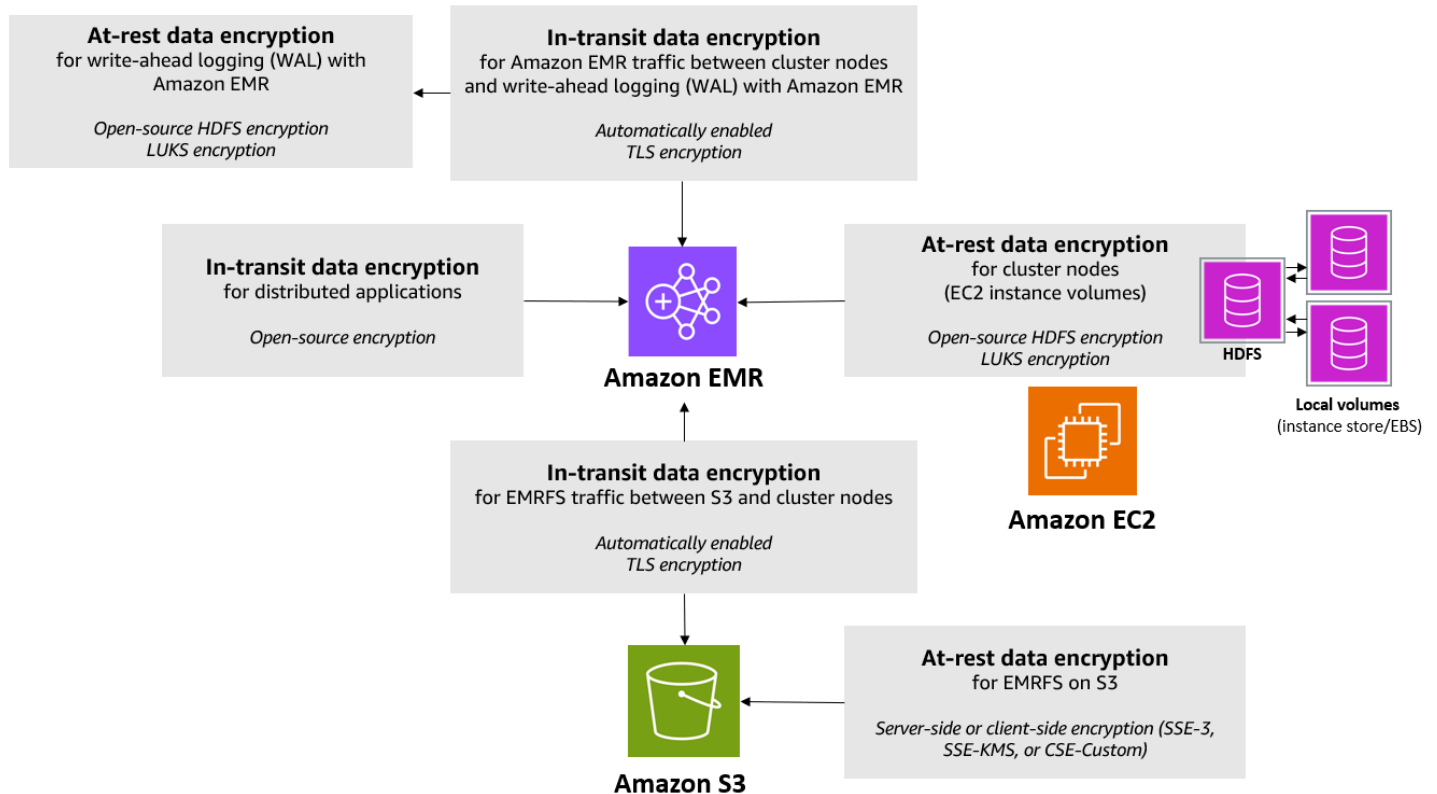 At-rest data encryption
for write-ahead logging (WAL) with
Amazon EMR
Open-source HDFS encryption
LUKS encryption
In-transit data encryption
for Amazon EMR traffic between cluster nodes
and write-ahead logging (WAL) with Amazon EMR
Automatically enabled
TLS encryption
In-transit data encryption
for distributed applications
Open-source encryption
Amazon EMR
At-rest data encryption
for cluster nodes
(EC2 instance volumes)
Open-source HDFS encryption
LUKS encryption
HDFS
Local volumes
(instance store/EBS)
Amazon EC2
In-transit data encryption
for EMRFS traffic between S3 and cluster nodes
Automatically enabled
TLS encryption
Amazon S3
At-rest data encryption
for EMRFS on S3
Server-side or client-side encryption (SSE-3,
SSE-KMS, or CSE-Custom)